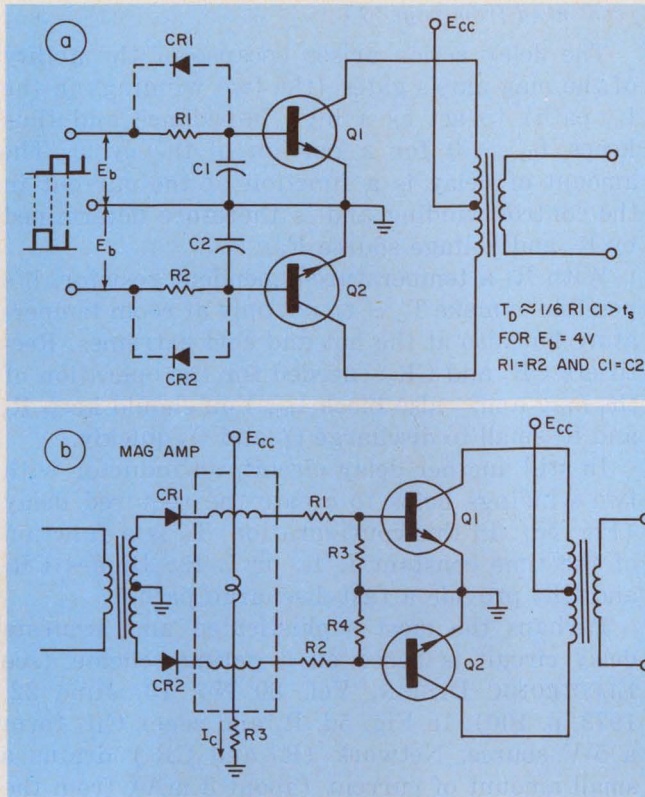 a
CR1
R1
C1
Q1
E_CC
E_b
E_b
C2
R2
CR2
Q2
T_D ≈ 1/6 R1 C1 > t_s
FOR E_b = 4V
R1=R2 AND C1=C2
b
MAG AMP
E_CC
E_CC
CR1
R1
Q1
R3
R4
CR2
R2
Q2
I_C
R3